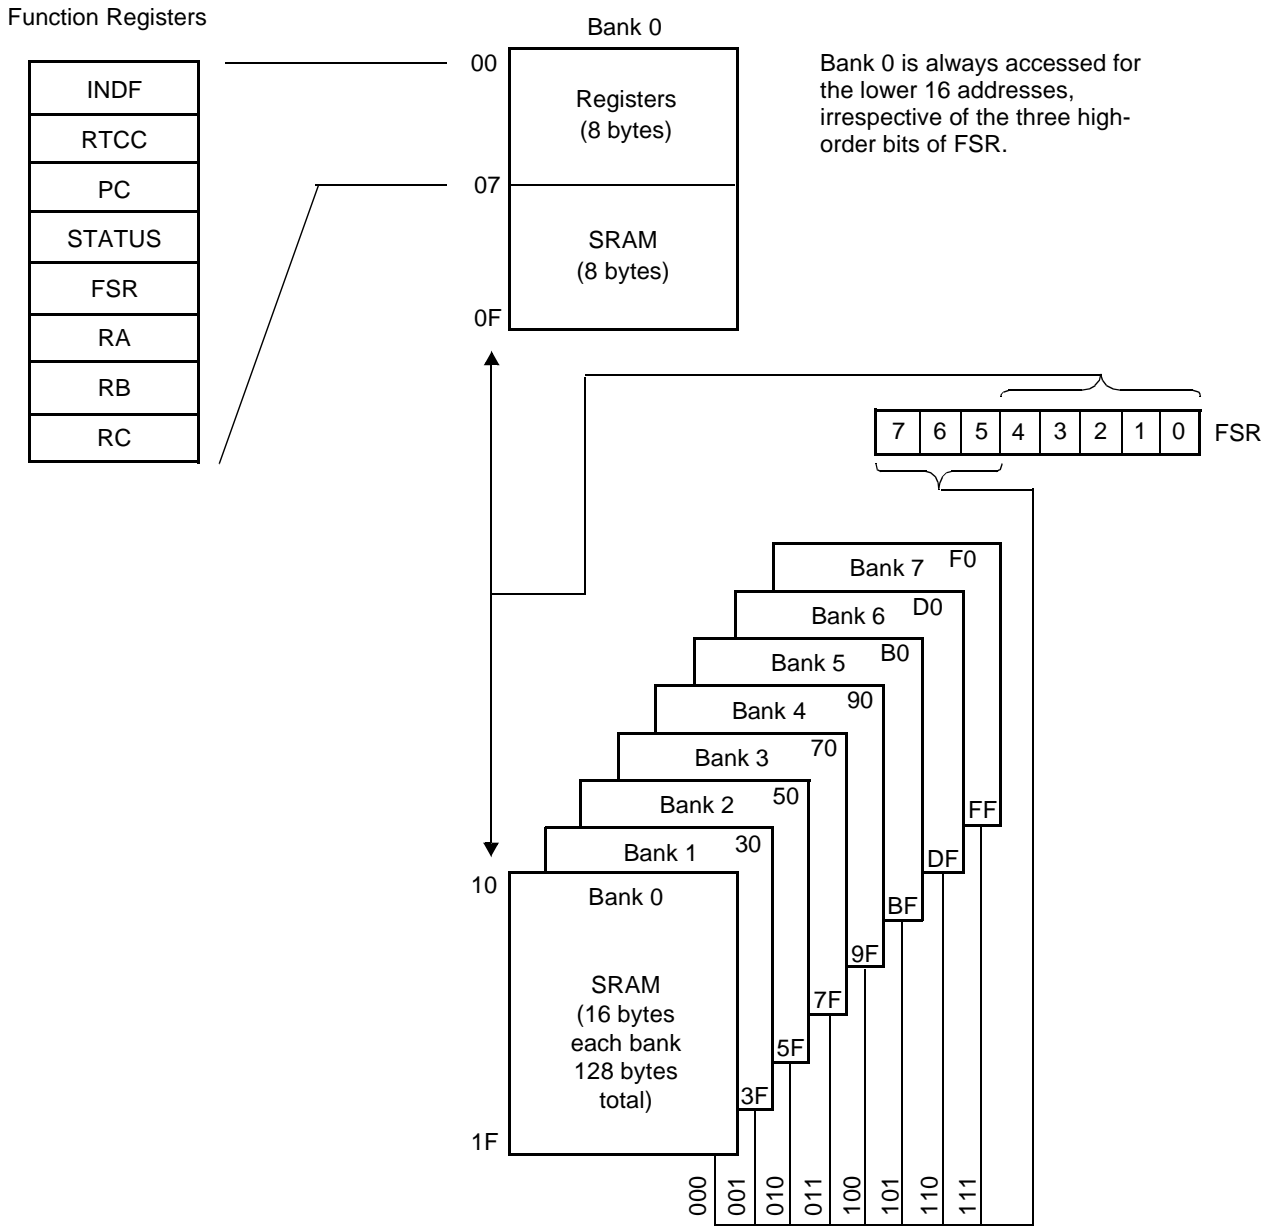 Function Registers
INDF
RTCC
PC
STATUS
FSR
RA
RB
RC
Bank 0
00
Registers
(8 bytes)
07
SRAM
(8 bytes)
0F
Bank 0 is always accessed for
the lower 16 addresses,
irrespective of the three high-
order bits of FSR.
7 6 5 4 3 2 1 0 FSR
Bank 7 F0
Bank 6 D0
Bank 5 B0
Bank 4 90
Bank 3 70
Bank 2 50
Bank 1 30
10
Bank 0
SRAM
(16 bytes
each bank
128 bytes
total)
1F
3F
5F
7F
9F
BF
DF
FF
000
001
010
011
100
101
110
111